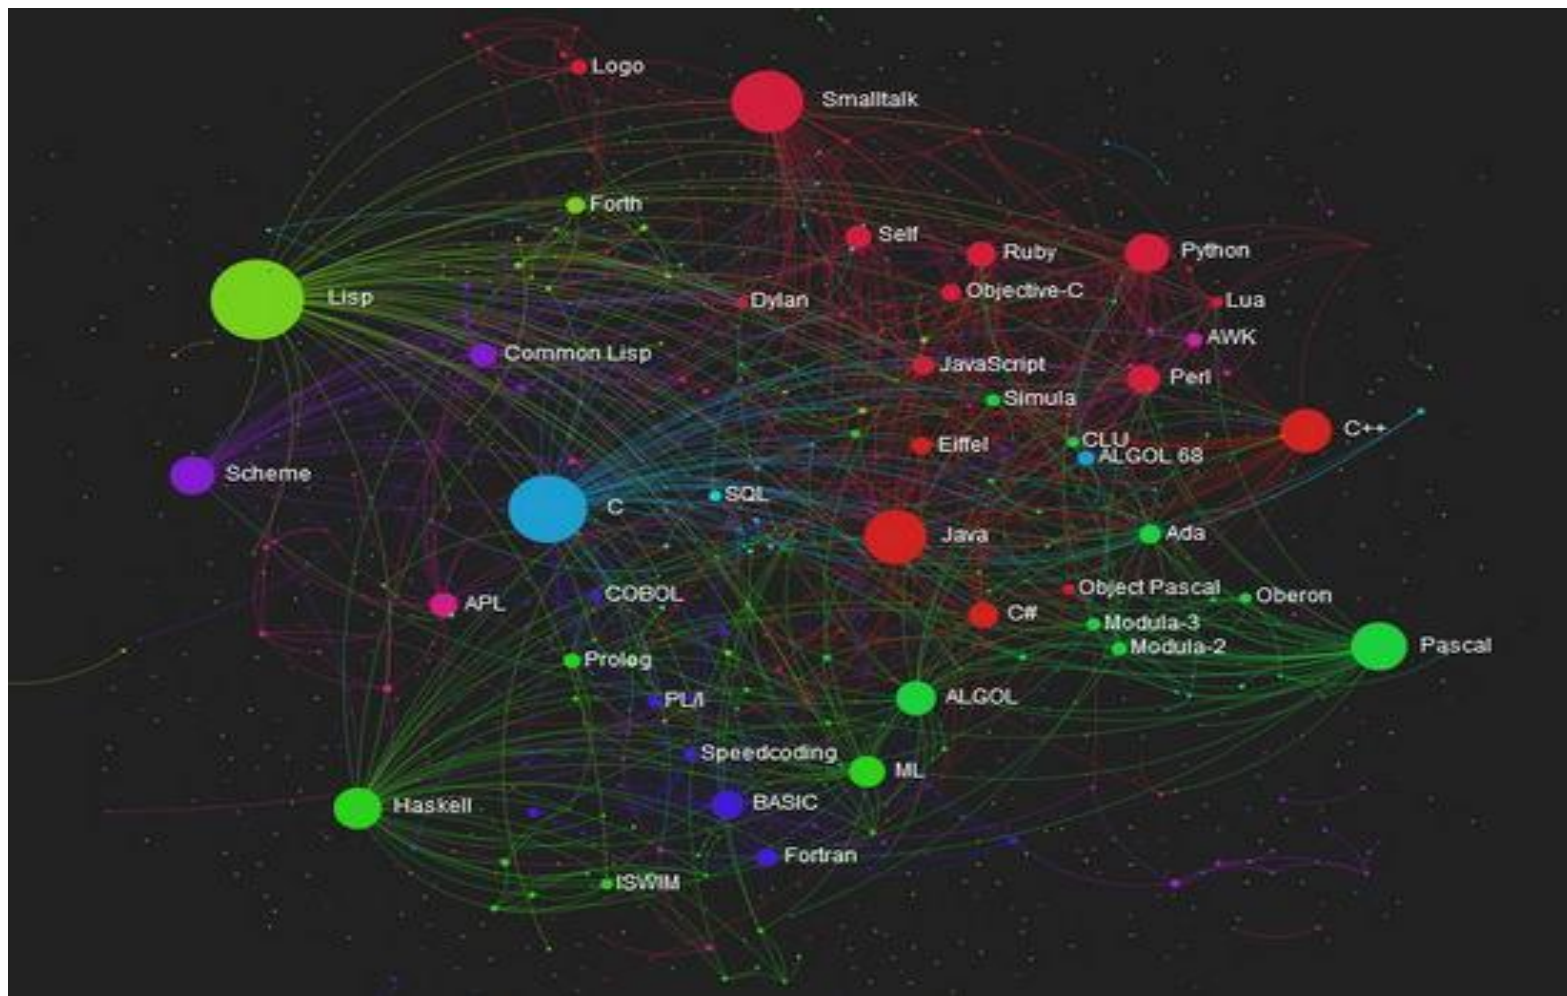 Logo
Smalltalk
Forth
Self
Ruby
Python
Lisp
Dylan
Objective-C
Lua
AWK
Common Lisp
JavaScript
Perl
Simula
C++
Eiffel
CLU
ALGOL 68
Scheme
C
SQL
Java
Ada
COBOL
APL
Object Pascal
Oberon
C#
Modula-3
Modula-2
Pascal
Prolog
PL/I
ALGOL
Speedcoding
ML
Haskell
BASIC
Fortran
ISWIM